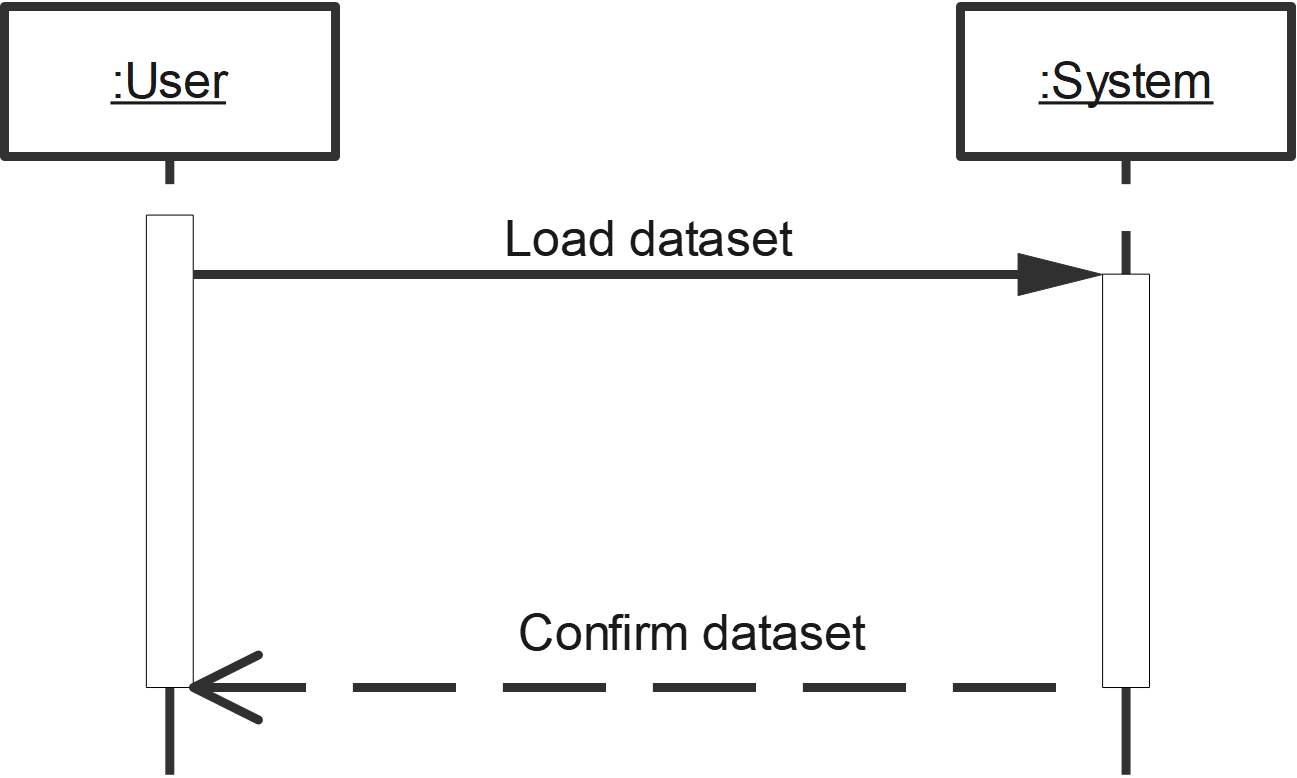 :User
:System
Load dataset
Confirm dataset